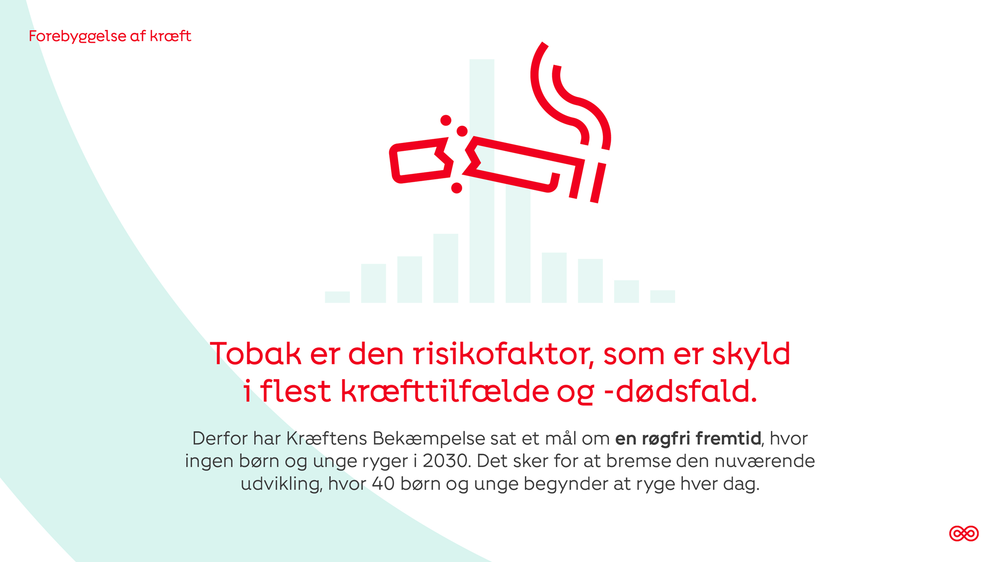 Forebyggelse af kræft
Tobak er den risikofaktor, som er skyld
i flest kræfttilfælde og -dødsfald.
Derfor har Kræftens Bekæmpelse sat et mål om en røgfri fremtid, hvor
ingen børn og unge ryger i 2030. Det sker for at bremse den nuværende
udvikling, hvor 40 børn og unge begynder at ryge hver dag.